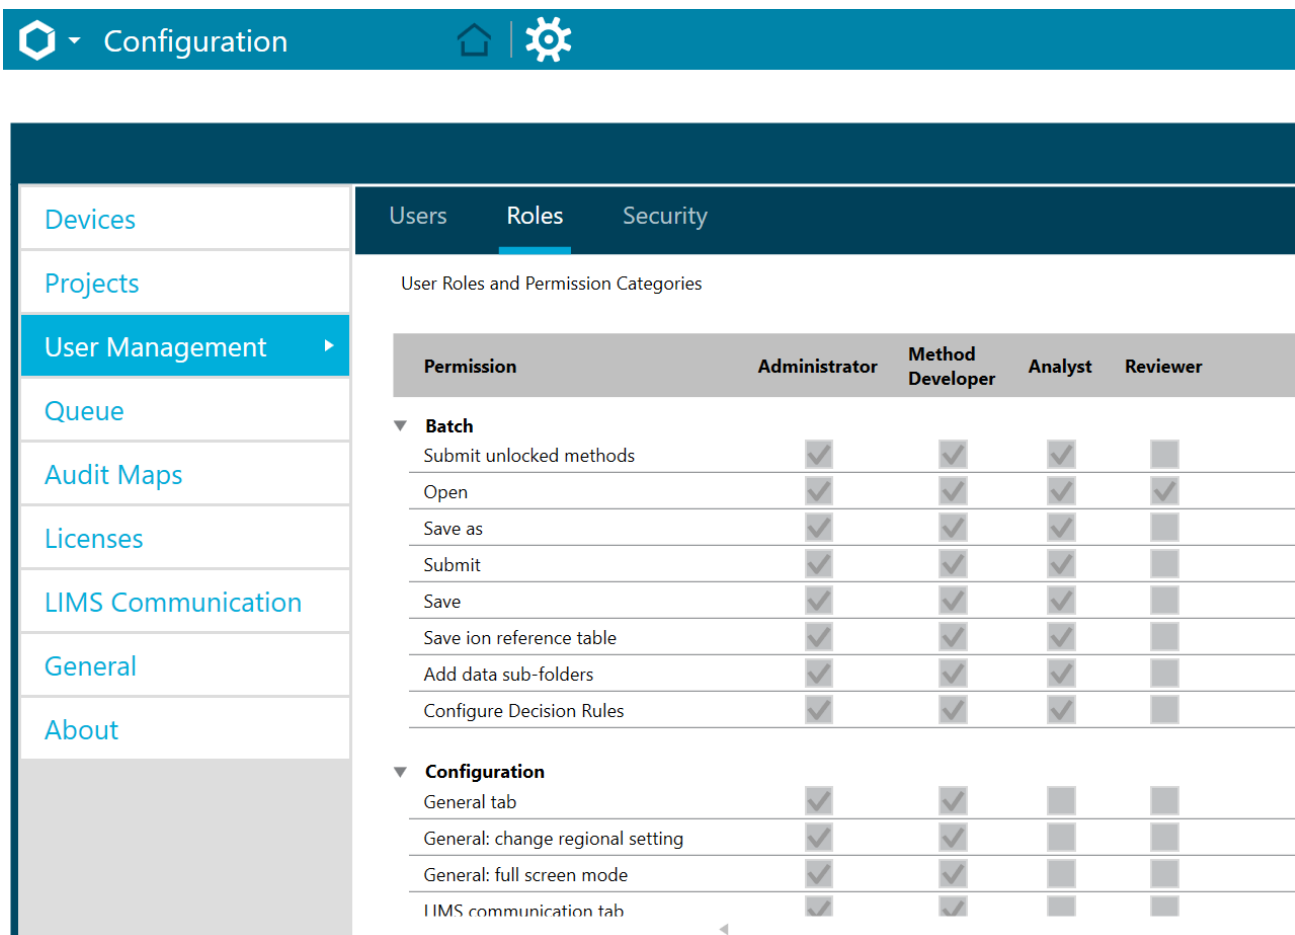 Configuration
Devices
Projects
User Management
Queue
Audit Maps
Licenses
LIMS Communication
General
About
Users Roles Security
User Roles and Permission Categories
Permission Administrator Method Developer Analyst Reviewer
Batch
Submit unlocked methods
Open
Save as
Submit
Save
Save ion reference table
Add data sub-folders
Configure Decision Rules
Configuration
General tab
General: change regional setting
General: full screen mode
LIMS communication tab